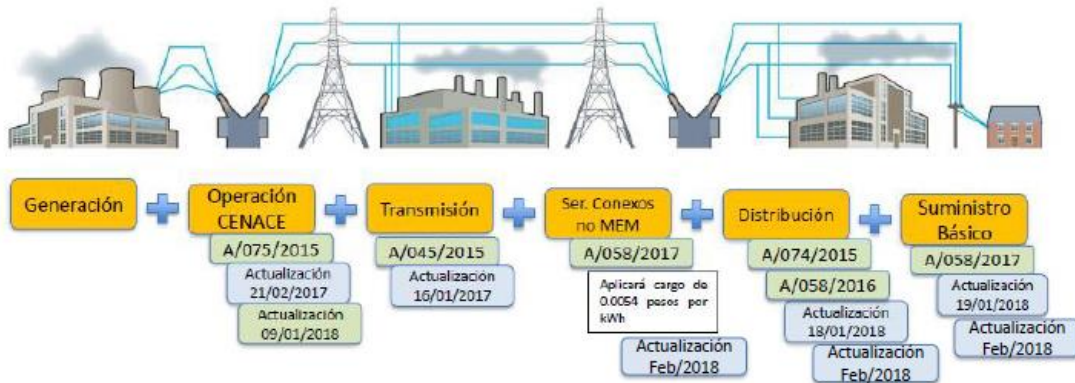 Generación
Operación
CENACE
A/075/2015
Actualización
21/02/2017
Actualización
09/01/2018
Transmisión
A/045/2015
Actualización
16/01/2017
Ser. Conexos
no MEM
A/058/2017
Aplicará cargo de
0.0054 pesos por
kWh
Actualización
Feb/2018
Distribución
A/074/2015
A/058/2016
Actualización
18/01/2018
Actualización
Feb/2018
Suministro
Básico
A/058/2017
Actualización
19/01/2018
Actualización
Feb/2018